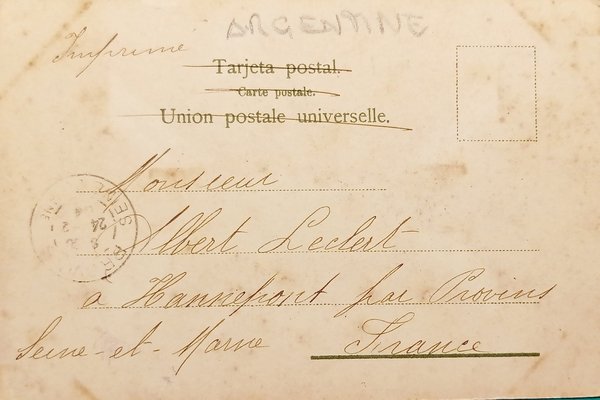 ARGENTINE
Imprimé
Tarjeta postal.
Carte postale.
Union postale universelle.
Monsieur
Albert Leclert
à Hannepont par Provins
Seine-et-Marne France
24